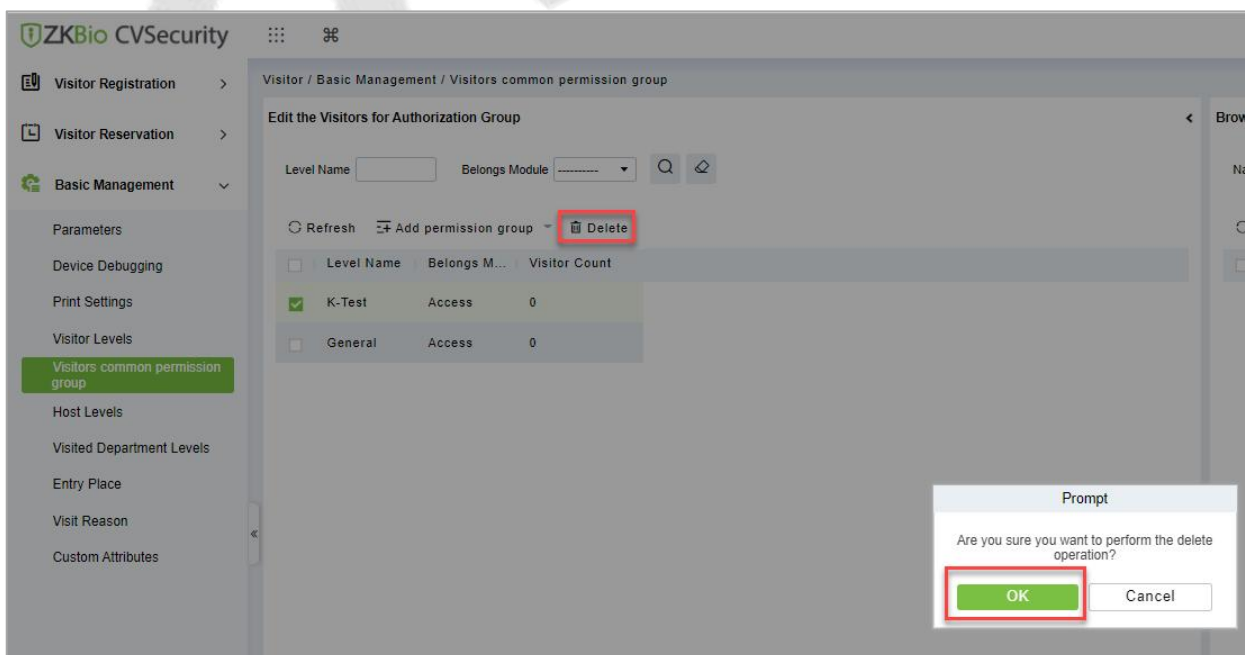 ZKBio CVSecurity
Visitor Registration
Visitor Reservation
Basic Management
Parameters
Device Debugging
Print Settings
Visitor Levels
Visitors common permission
group
Host Levels
Visited Department Levels
Entry Place
Visit Reason
Custom Attributes
Visitor / Basic Management / Visitors common permission group
Edit the Visitors for Authorization Group
Level Name Belongs Module ----------
Refresh Add permission group Delete
Level Name Belongs M... Visitor Count
K-Test Access 0
General Access 0
Prompt
Are you sure you want to perform the delete
operation?
OK Cancel